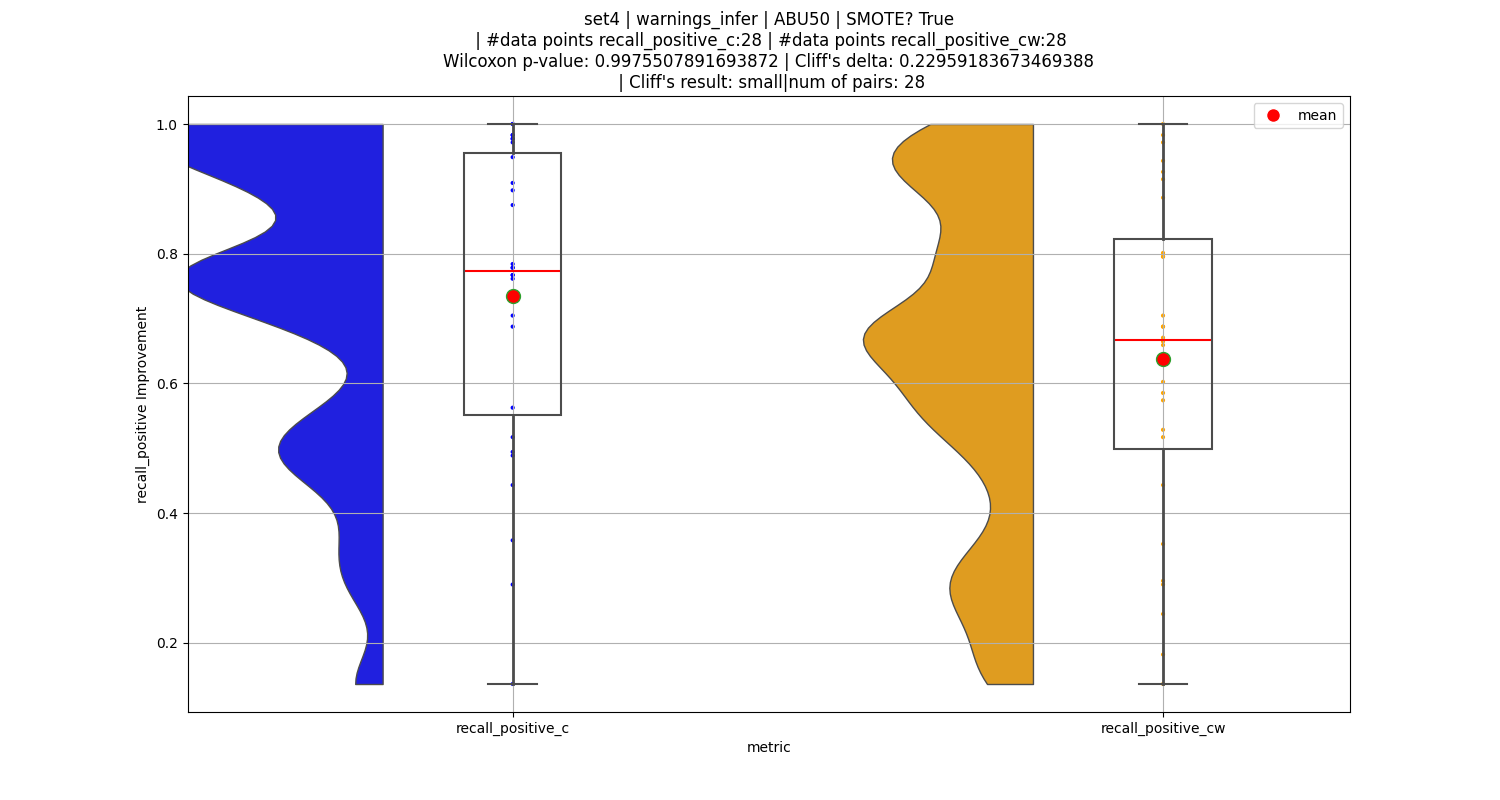 set4 | warnings_infer | ABU50 | SMOTE? True
| #data points recall_positive_c:28 | #data points recall_positive_cw:28
Wilcoxon p-value: 0.9975507891693872 | Cliff's delta: 0.22959183673469388
| Cliff's result: small|num of pairs: 28
mean
1.0
0.8
0.6
0.4
0.2
recall_positive Improvement
recall_positive_c
recall_positive_cw
metric